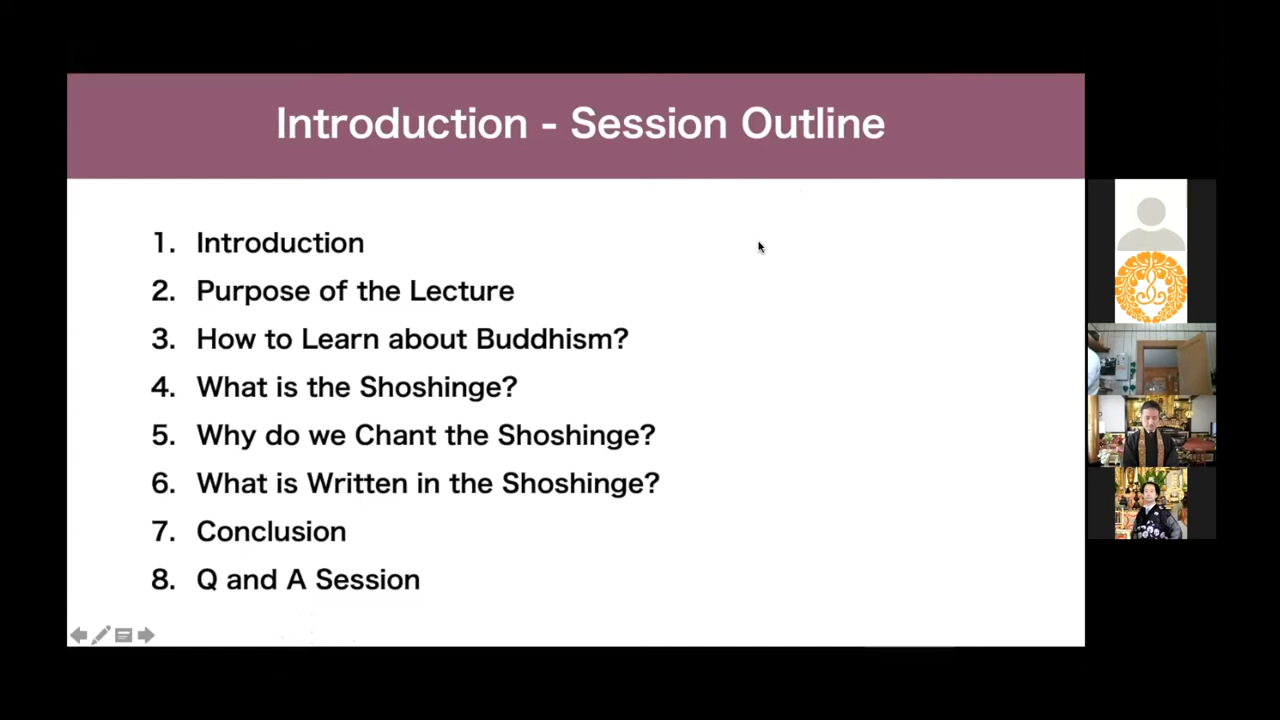 Introduction - Session Outline
1. Introduction
2. Purpose of the Lecture
3. How to Learn about Buddhism?
4. What is the Shoshinge?
5. Why do we Chant the Shoshinge?
6. What is Written in the Shoshinge?
7. Conclusion
8. Q and A Session